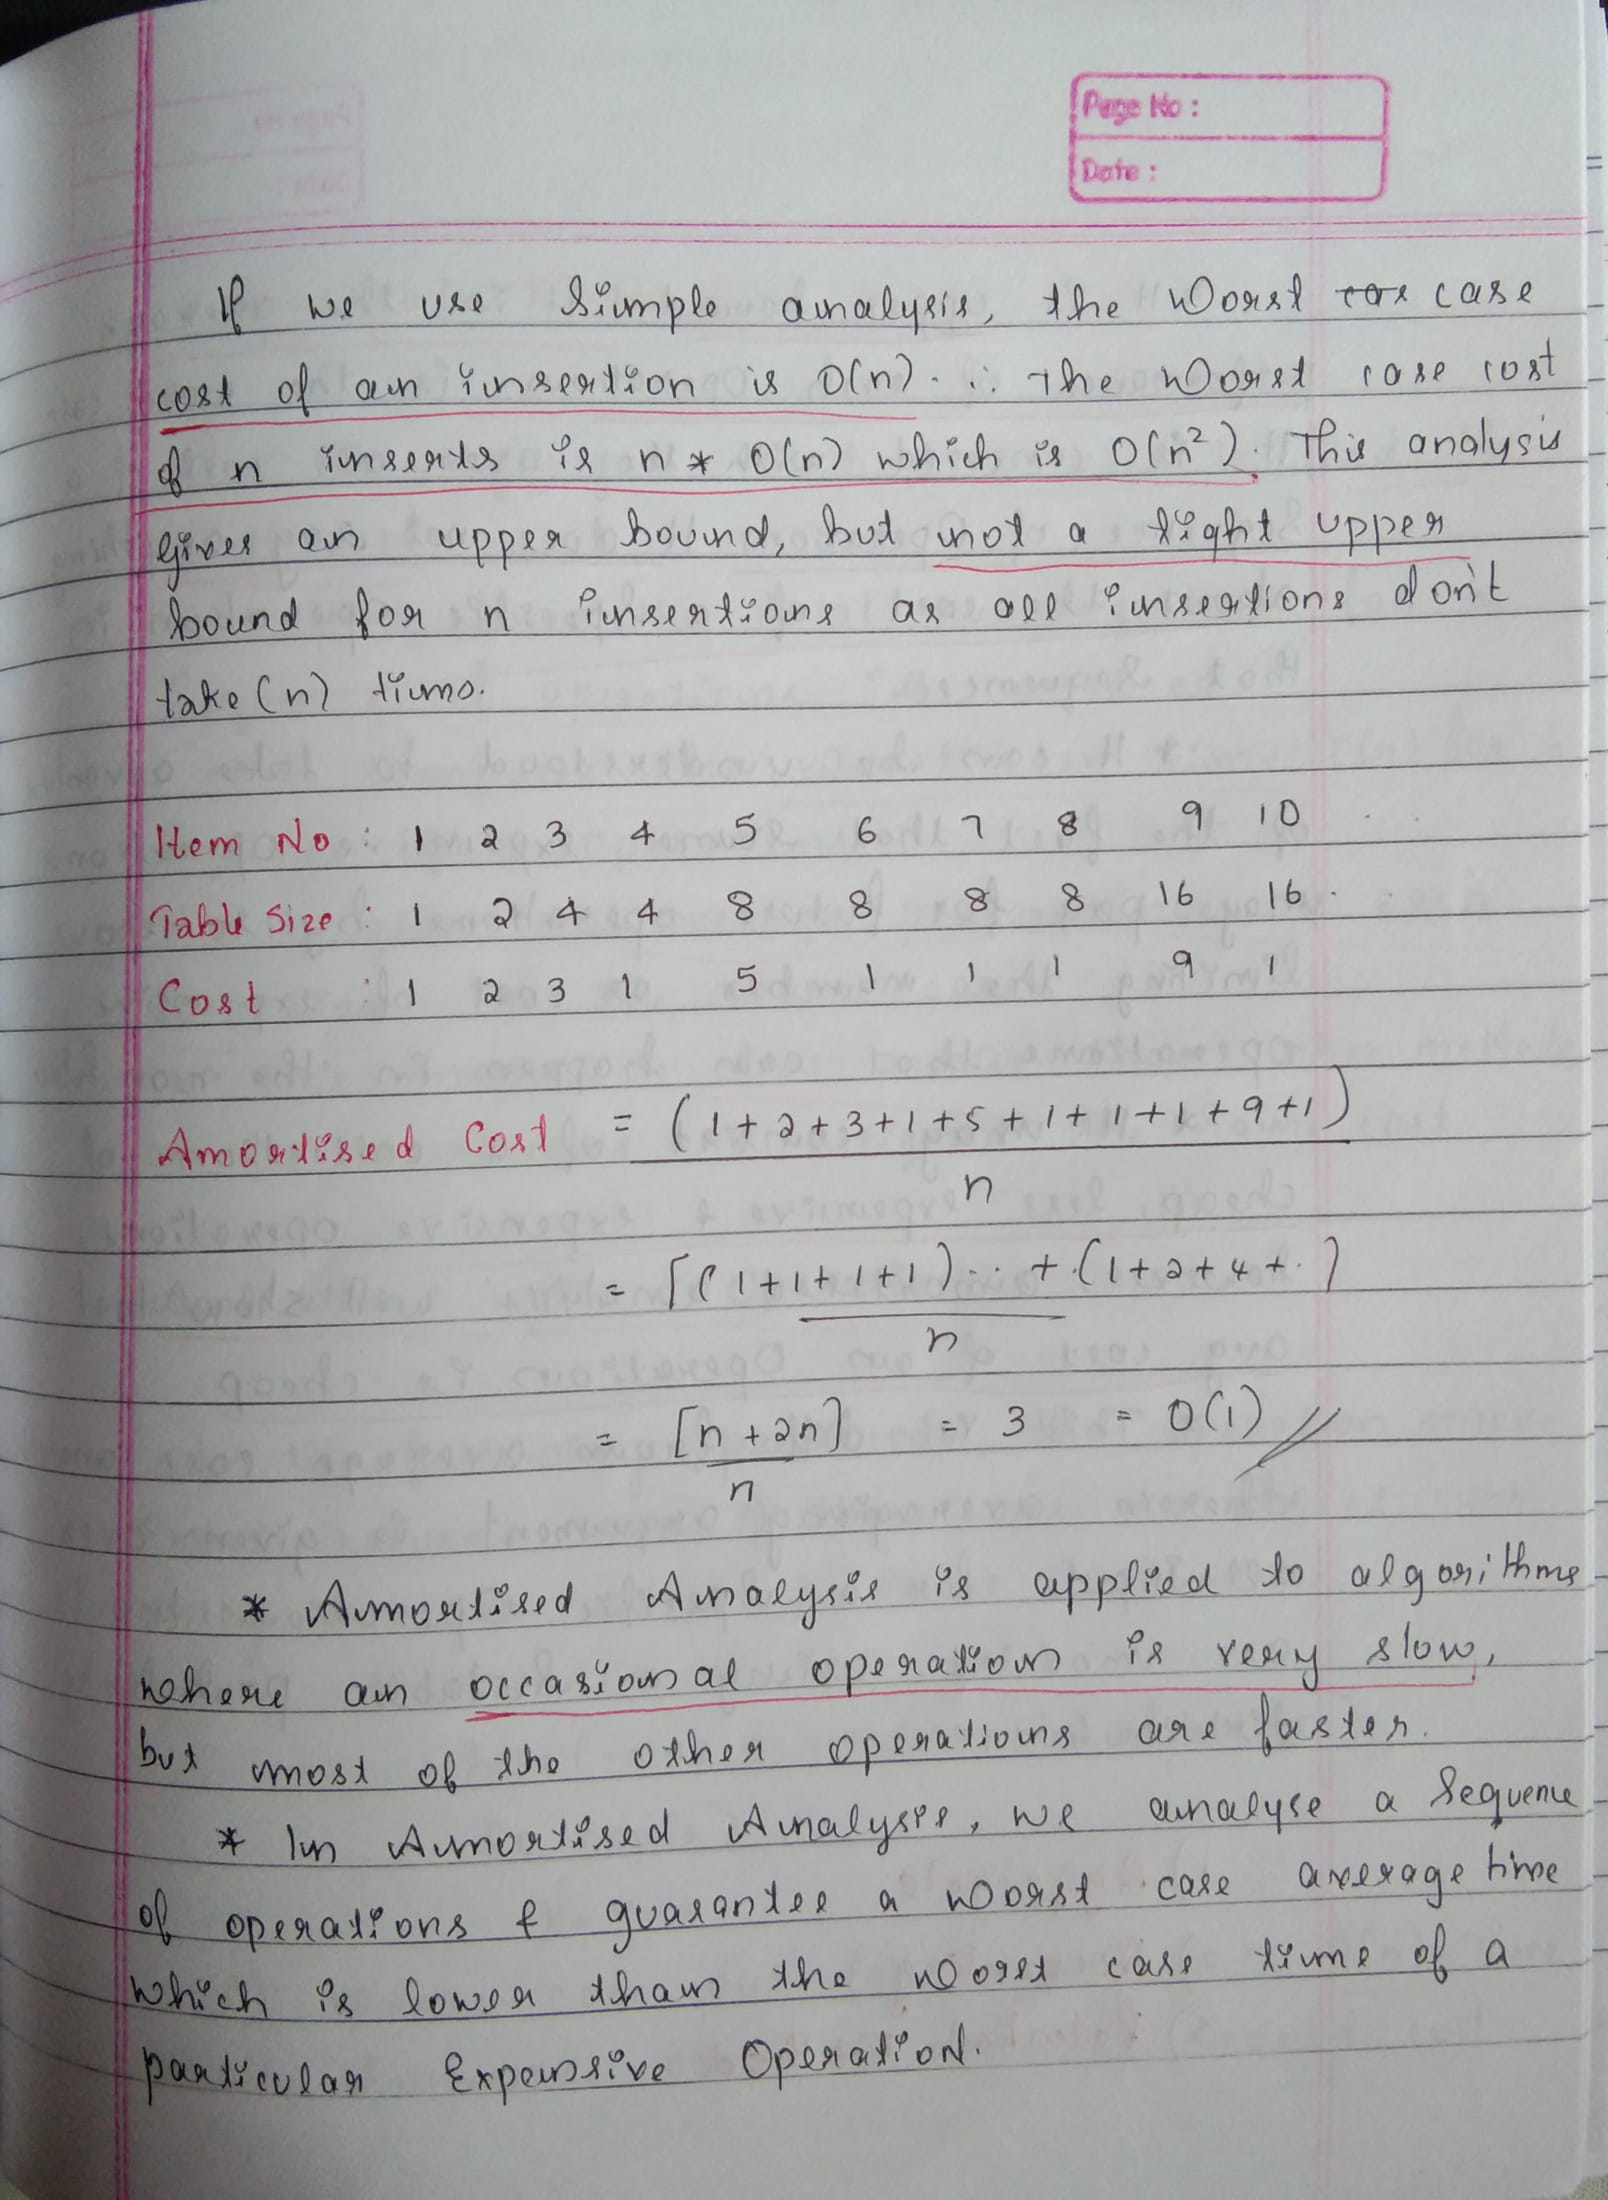 Page No :
Date :
If we use simple analysis, the worst cas case
cost of an insertion is O(n). ∴ The worst case cost
of n inserts is n * O(n) which is O(n²). This analysis
gives an upper bound, but not a tight upper
bound for n insertions as all insertions don't
take (n) time.
Item No : 1 2 3 4 5 6 7 8 9 10 . .
Table Size : 1 2 4 4 8 8 8 8 16 16 .
Cost : 1 2 3 1 5 1 1 1 9 1
Amortised Cost = (1+2+3+1+5+1+1+1+9+1)
n
= [(1+1+1+1)... + (1+2+4+.)
n
= [n+2n] = 3 = O(1)
n
* Amortised Analysis is applied to algorithms
where an occasional operation is very slow,
but most of the other operations are faster.
* In Amortised Analysis, we analyse a sequence
of operations & guarantee a worst case average time
which is lower than the worst case time of a
particular Expensive Operation.